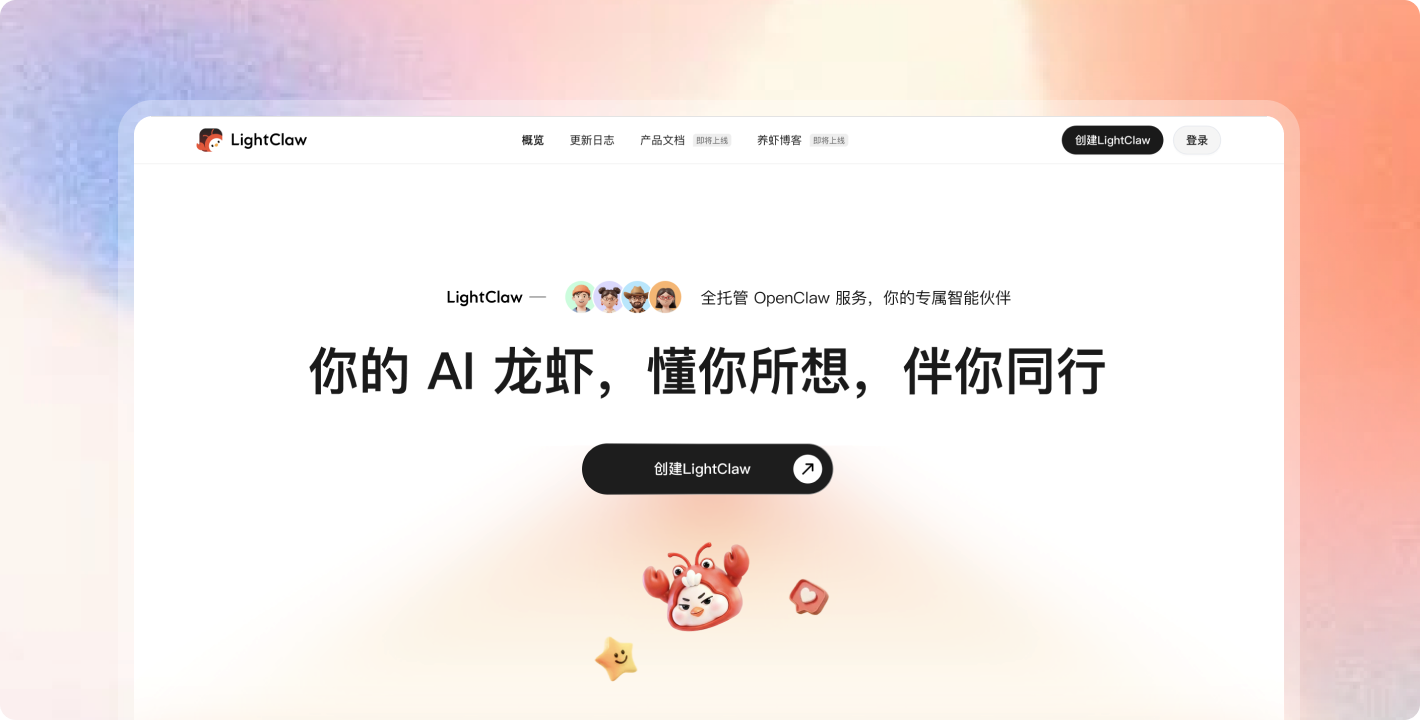 LightClaw 概览 更新日志 产品文档 即将上线 养虾博客 即将上线 创建LightClaw 登录
LightClaw — 全托管 OpenClaw 服务，你的专属智能伙伴
你的 AI 龙虾，懂你所想，伴你同行
创建LightClaw